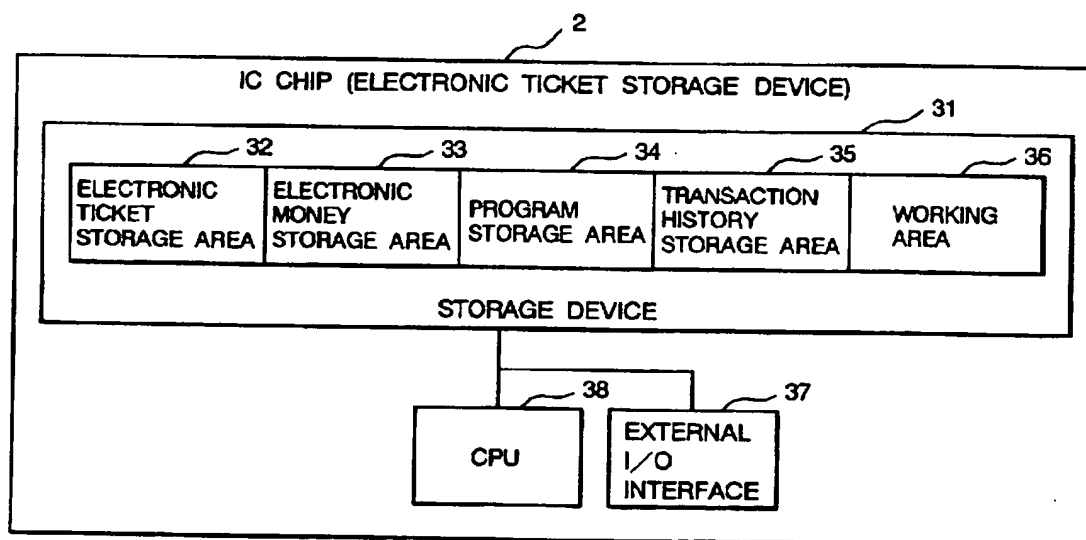 2
IC CHIP (ELECTRONIC TICKET STORAGE DEVICE)
31
32
33
34
35
36
ELECTRONIC
TICKET
STORAGE AREA
ELECTRONIC
MONEY
STORAGE AREA
PROGRAM
STORAGE AREA
TRANSACTION
HISTORY
STORAGE AREA
WORKING
AREA
STORAGE DEVICE
38
37
CPU
EXTERNAL
I/O
INTERFACE